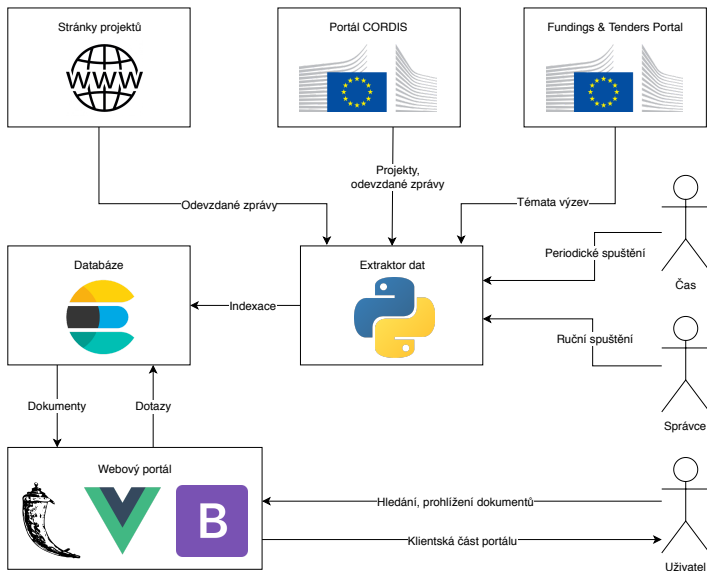 Stránky projektů
Portál CORDIS
Fundings & Tenders Portal
WWW
Projekty,
odevzdané zprávy
Odevzdané zprávy
Témata výzev
Periodické spuštění
Čas
Databáze
Extraktor dat
Indexace
Ruční spuštění
Správce
Dokumenty
Dotazy
Webový portál
B
Hledání, prohlížení dokumentů
Klientská část portálu
Uživatel